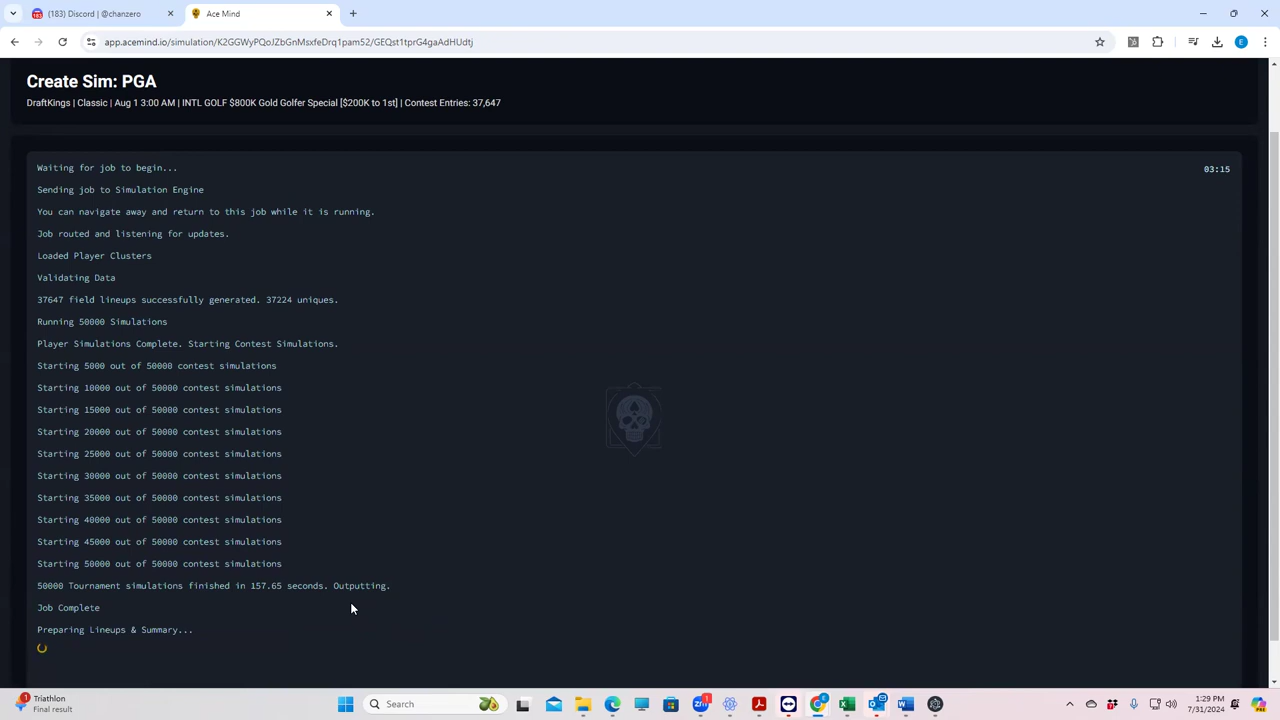 (183) Discord | @chanzero
Ace Mind
app.acemind.io/simulation/K2GGWyPQoJZbGnMsxfeDrq1pam52/GEQst1tprG4gaAdHUdtj
Create Sim: PGA
DraftKings | Classic | Aug 1 3:00 AM | INTL GOLF $800K Gold Golfer Special [$200K to 1st] | Contest Entries: 37,647
Waiting for job to begin...
03:15
Sending job to Simulation Engine
You can navigate away and return to this job while it is running.
Job routed and listening for updates.
Loaded Player Clusters
Validating Data
37647 field lineups successfully generated. 37224 uniques.
Running 50000 Simulations
Player Simulations Complete. Starting Contest Simulations.
Starting 5000 out of 50000 contest simulations
Starting 10000 out of 50000 contest simulations
Starting 15000 out of 50000 contest simulations
Starting 20000 out of 50000 contest simulations
Starting 25000 out of 50000 contest simulations
Starting 30000 out of 50000 contest simulations
Starting 35000 out of 50000 contest simulations
Starting 40000 out of 50000 contest simulations
Starting 45000 out of 50000 contest simulations
Starting 50000 out of 50000 contest simulations
50000 Tournament simulations finished in 157.65 seconds. Outputting.
Job Complete
Preparing Lineups & Summary...
Triathlon
Final result
Search
1:29 PM
7/31/2024